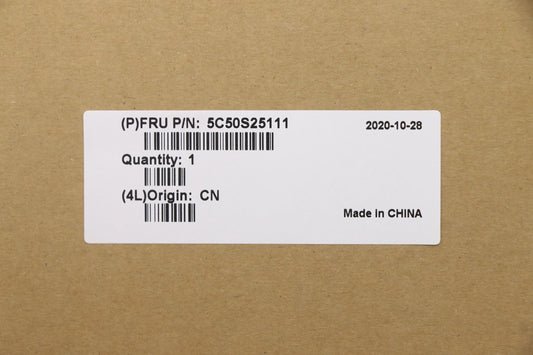 (P)FRU P/N: 5C50S25111
2020-10-28
Quantity: 1
(4L)Origin: CN
Made in CHINA